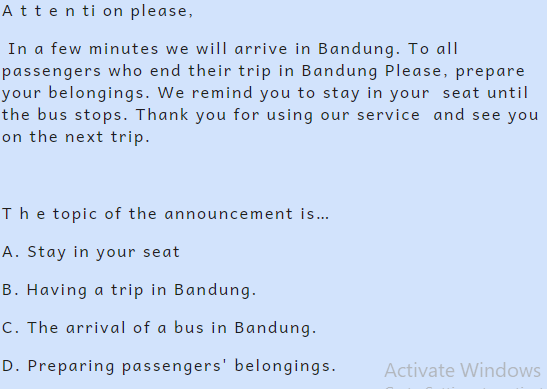 A t t e n ti on please,
In a few minutes we will arrive in Bandung. To all
passengers who end their trip in Bandung Please, prepare
your belongings. We remind you to stay in your seat until
the bus stops. Thank you for using our service and see you
on the next trip.
T h e topic of the announcement is...
A. Stay in your seat
B. Having a trip in Bandung.
C. The arrival of a bus in Bandung.
D. Preparing passengers' belongings.
Activate Windows